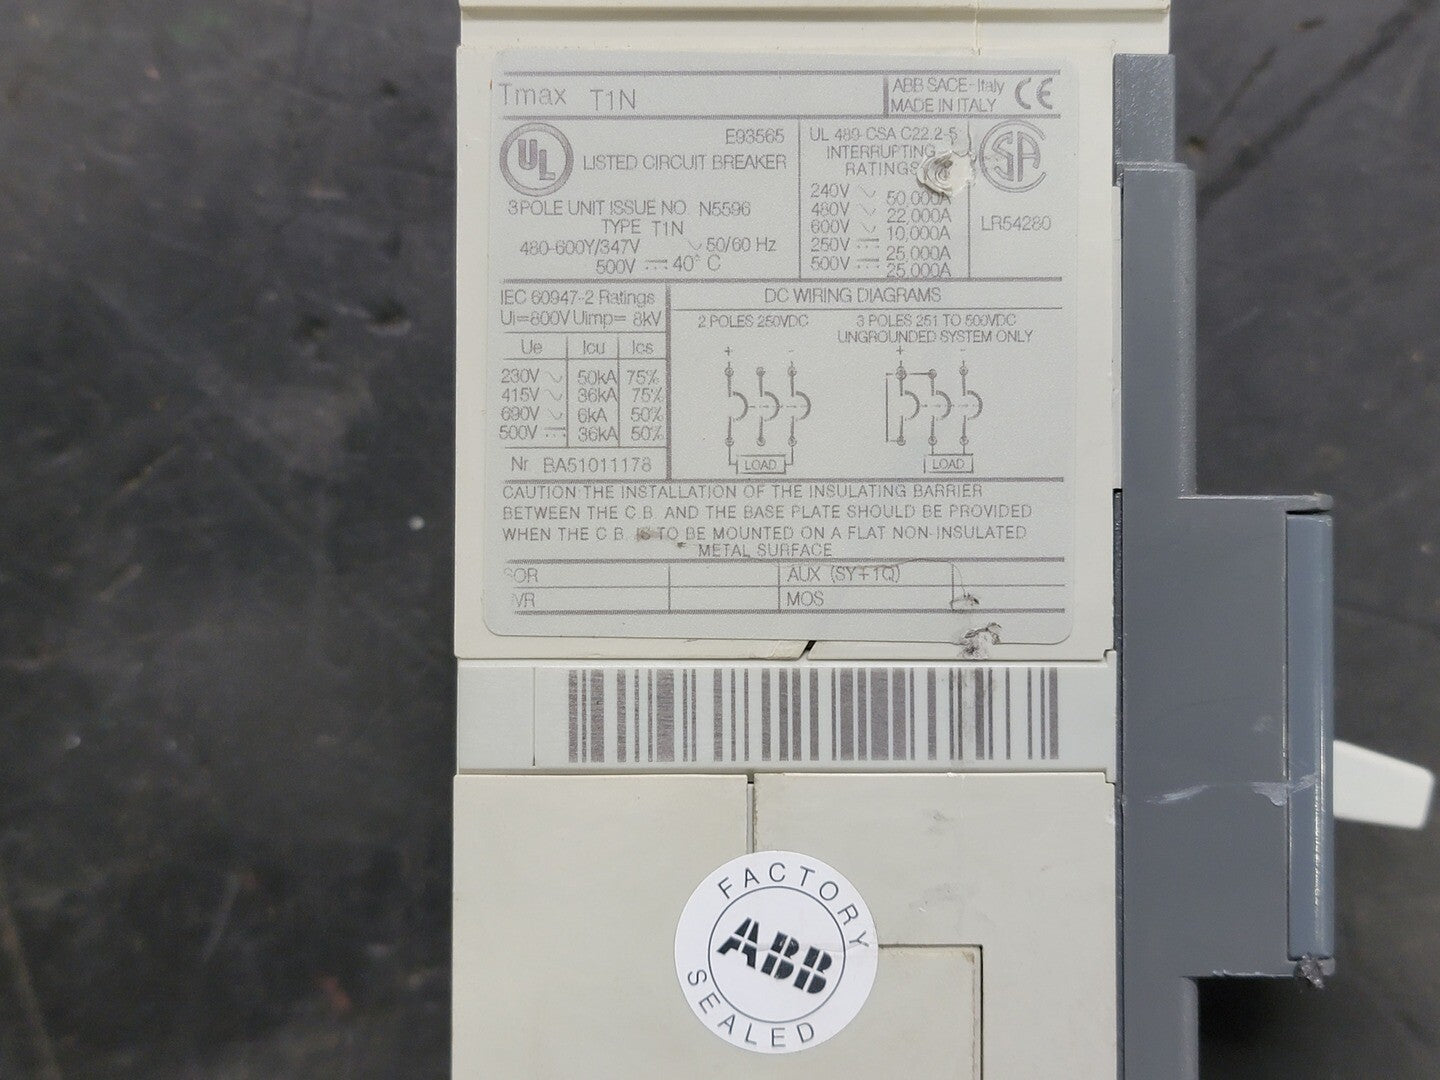 Tmax T1N
ABB SACE-Italy
MADE IN ITALY
CE
UL
E93565
LISTED CIRCUIT BREAKER
3 POLE UNIT ISSUE NO. N5596
TYPE T1N
480-600Y/347V ∿ 50/60 Hz
500V ⎓ 40° C
UL 489-CSA C22.2-5
INTERRUPTING
RATINGS
240V ∿ 50,000A
480V ∿ 22,000A
600V ∿ 10,000A
250V ⎓ 25,000A
500V ⎓ 25,000A
SA
LR54280
IEC 60947-2 Ratings
Ui=800V Uimp= 8kV
Ue Icu Ics
230V ∿ 50kA 75%
415V ∿ 36kA 75%
690V ∿ 6kA 50%
500V ⎓ 36kA 50%
Nr BA51011178
DC WIRING DIAGRAMS
2 POLES 250VDC
+ -
LOAD
3 POLES 251 TO 500VDC
UNGROUNDED SYSTEM ONLY
+ -
LOAD
CAUTION:THE INSTALLATION OF THE INSULATING BARRIER
BETWEEN THE C.B. AND THE BASE PLATE SHOULD BE PROVIDED
WHEN THE C.B. IS TO BE MOUNTED ON A FLAT NON-INSULATED
METAL SURFACE
SOR
AUX (SY+1Q)
MOS
FACTORY
ABB
SEALED